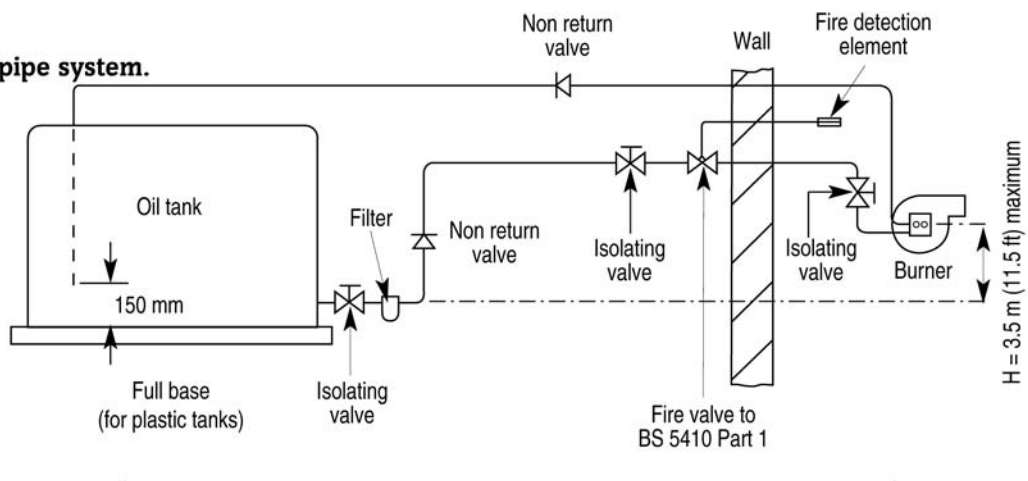 pipe system.
Non return
valve
Wall
Fire detection
element
Oil tank
Filter
Non return
valve
Isolating
valve
Isolating
valve
Burner
150 mm
H = 3.5 m (11.5 ft) maximum
Full base
(for plastic tanks)
Isolating
valve
Fire valve to
BS 5410 Part 1